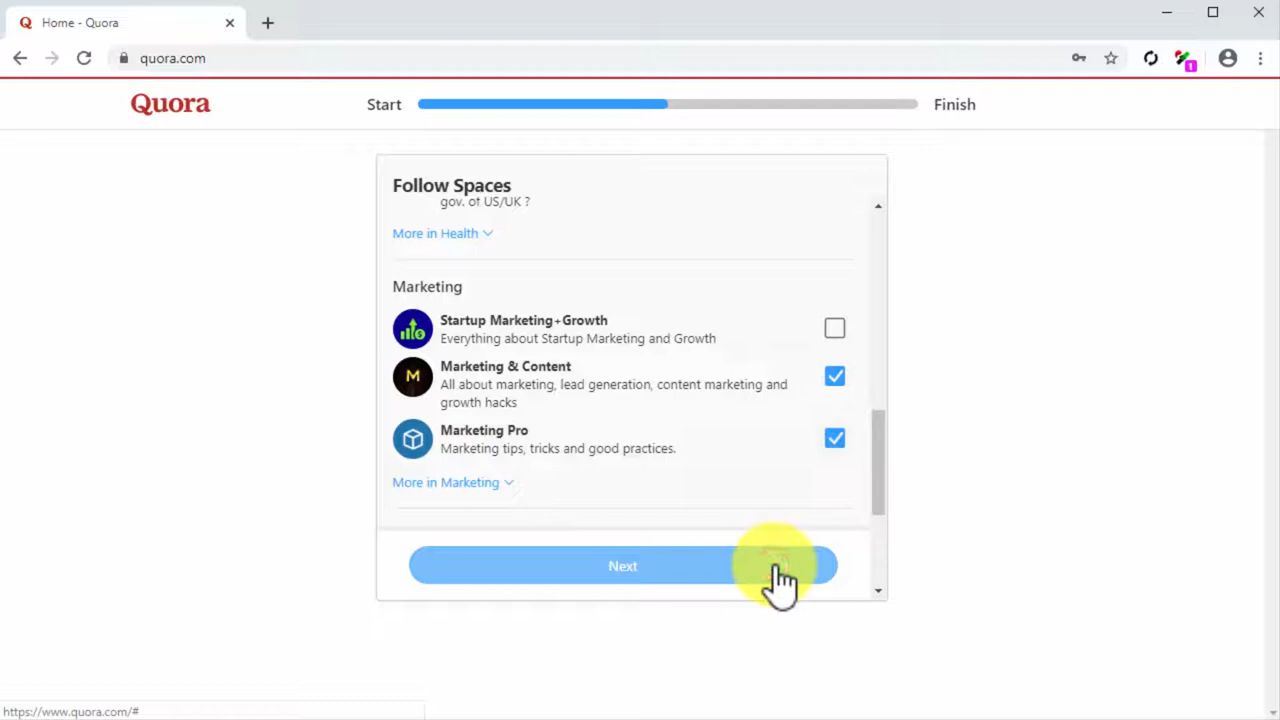 Home - Quora
quora.com
1
Quora
Start
Finish
Follow Spaces
gov. of US/UK ?
More in Health
Marketing
Startup Marketing+Growth
Everything about Startup Marketing and Growth
M
Marketing & Content
All about marketing, lead generation, content marketing and
growth hacks
Marketing Pro
Marketing tips, tricks and good practices.
More in Marketing
Next
https://www.quora.com/#